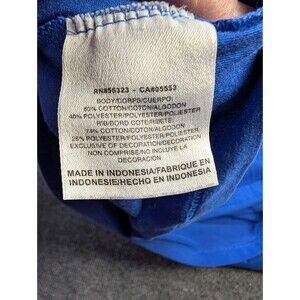 RN856323 - CA805553
BODY/CORPS/CUERPO:
60% COTTON/COTON/ALGODON
40% POLYESTER/POLYESTER/POLIESTER
RIB/BORD COTE/RIBETE:
74% COTTON/COTON/ALGODON
26% POLYESTER/POLYESTER/POLIESTER
EXCLUSIVE OF DECORATION/DECORATION
NON COMPRISE/NO INCLUYE LA
DECORACION
MADE IN INDONESIA/FABRIQUE EN
INDONESIE/HECHO EN INDONESIA